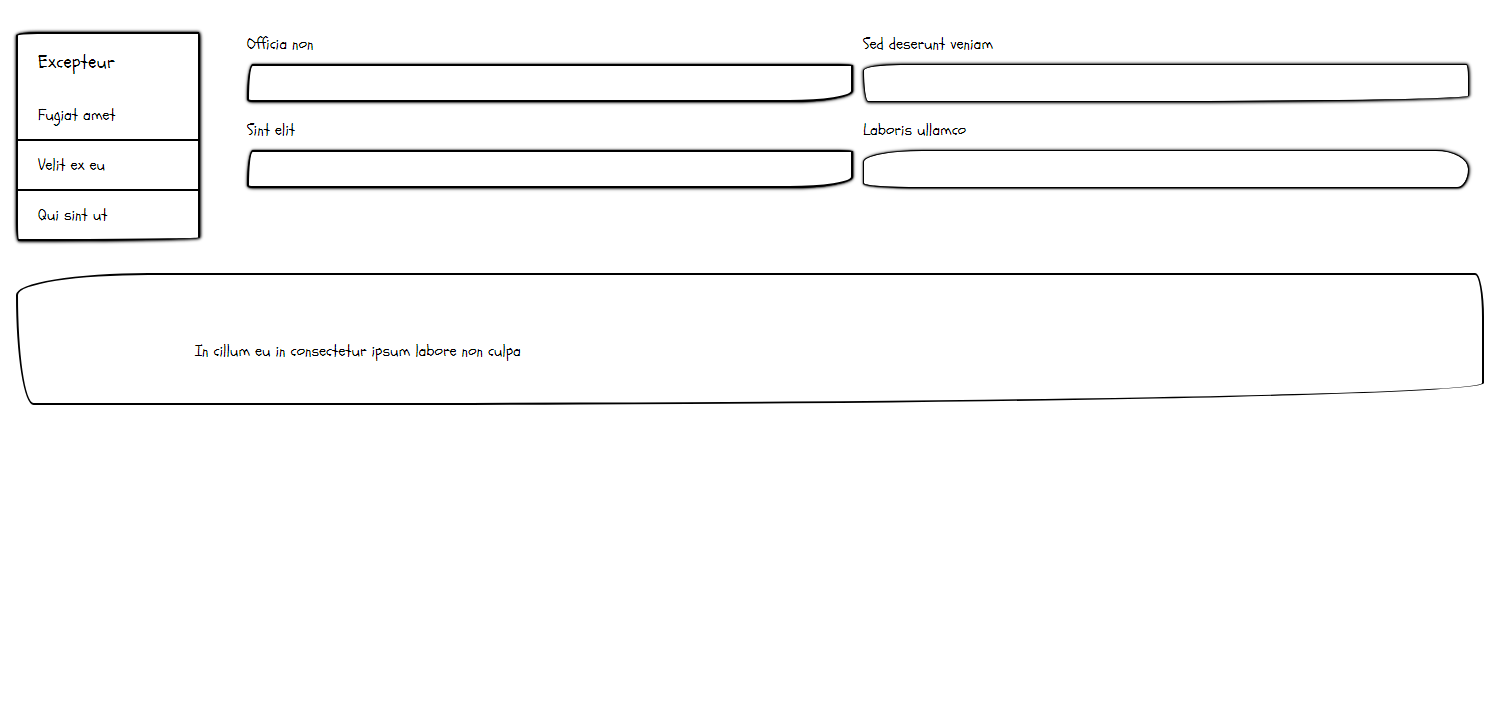 Excepteur
Fugiat amet
Velit ex eu
Qui sint ut
Officia non
Sed deserunt veniam
Sint elit
Laboris ullamco
In cillum eu in consectetur ipsum labore non culpa